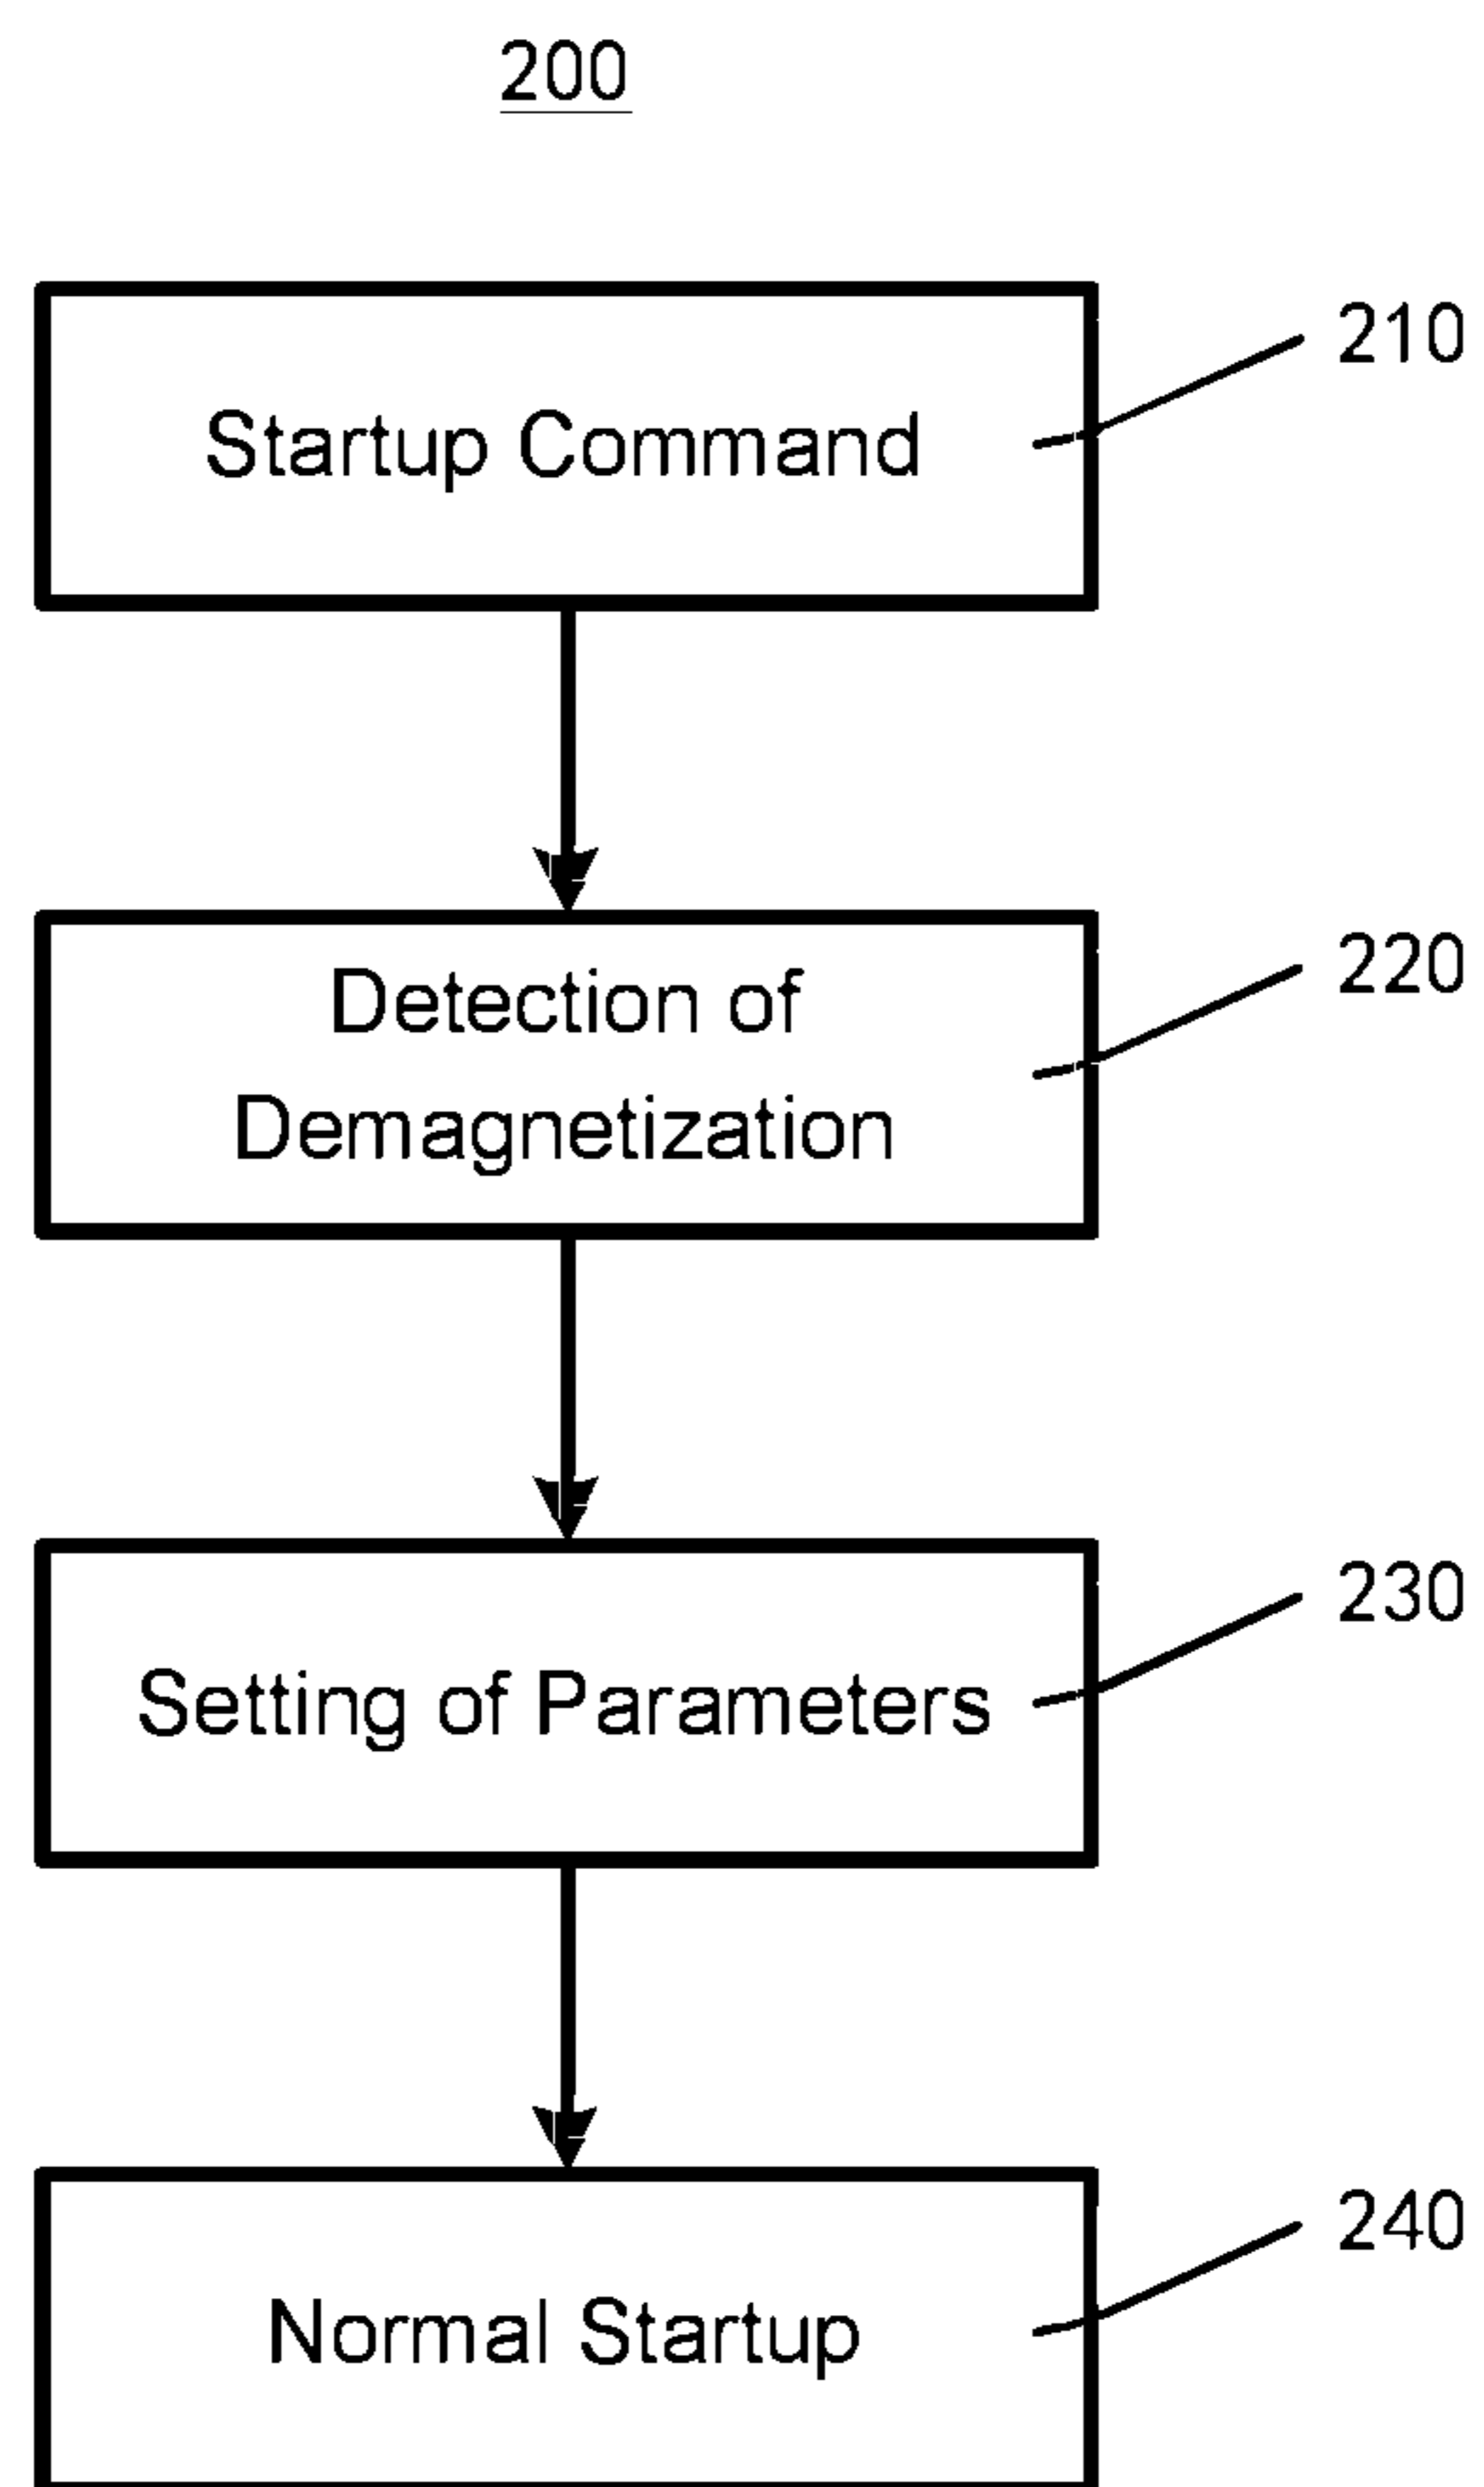 200
210
Startup Command
220
Detection of
Demagnetization
230
Setting of Parameters
240
Normal Startup